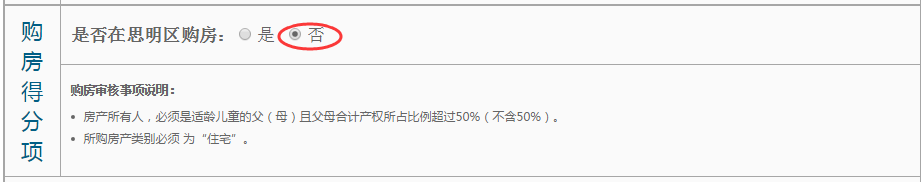 购房得分项
是否在思明区购房：是 否
购房审核事项说明：
房产所有人，必须是适龄儿童的父（母）且父母合计产权所占比例超过50%（不含50%）。
所购房产类别必须 为“住宅”。